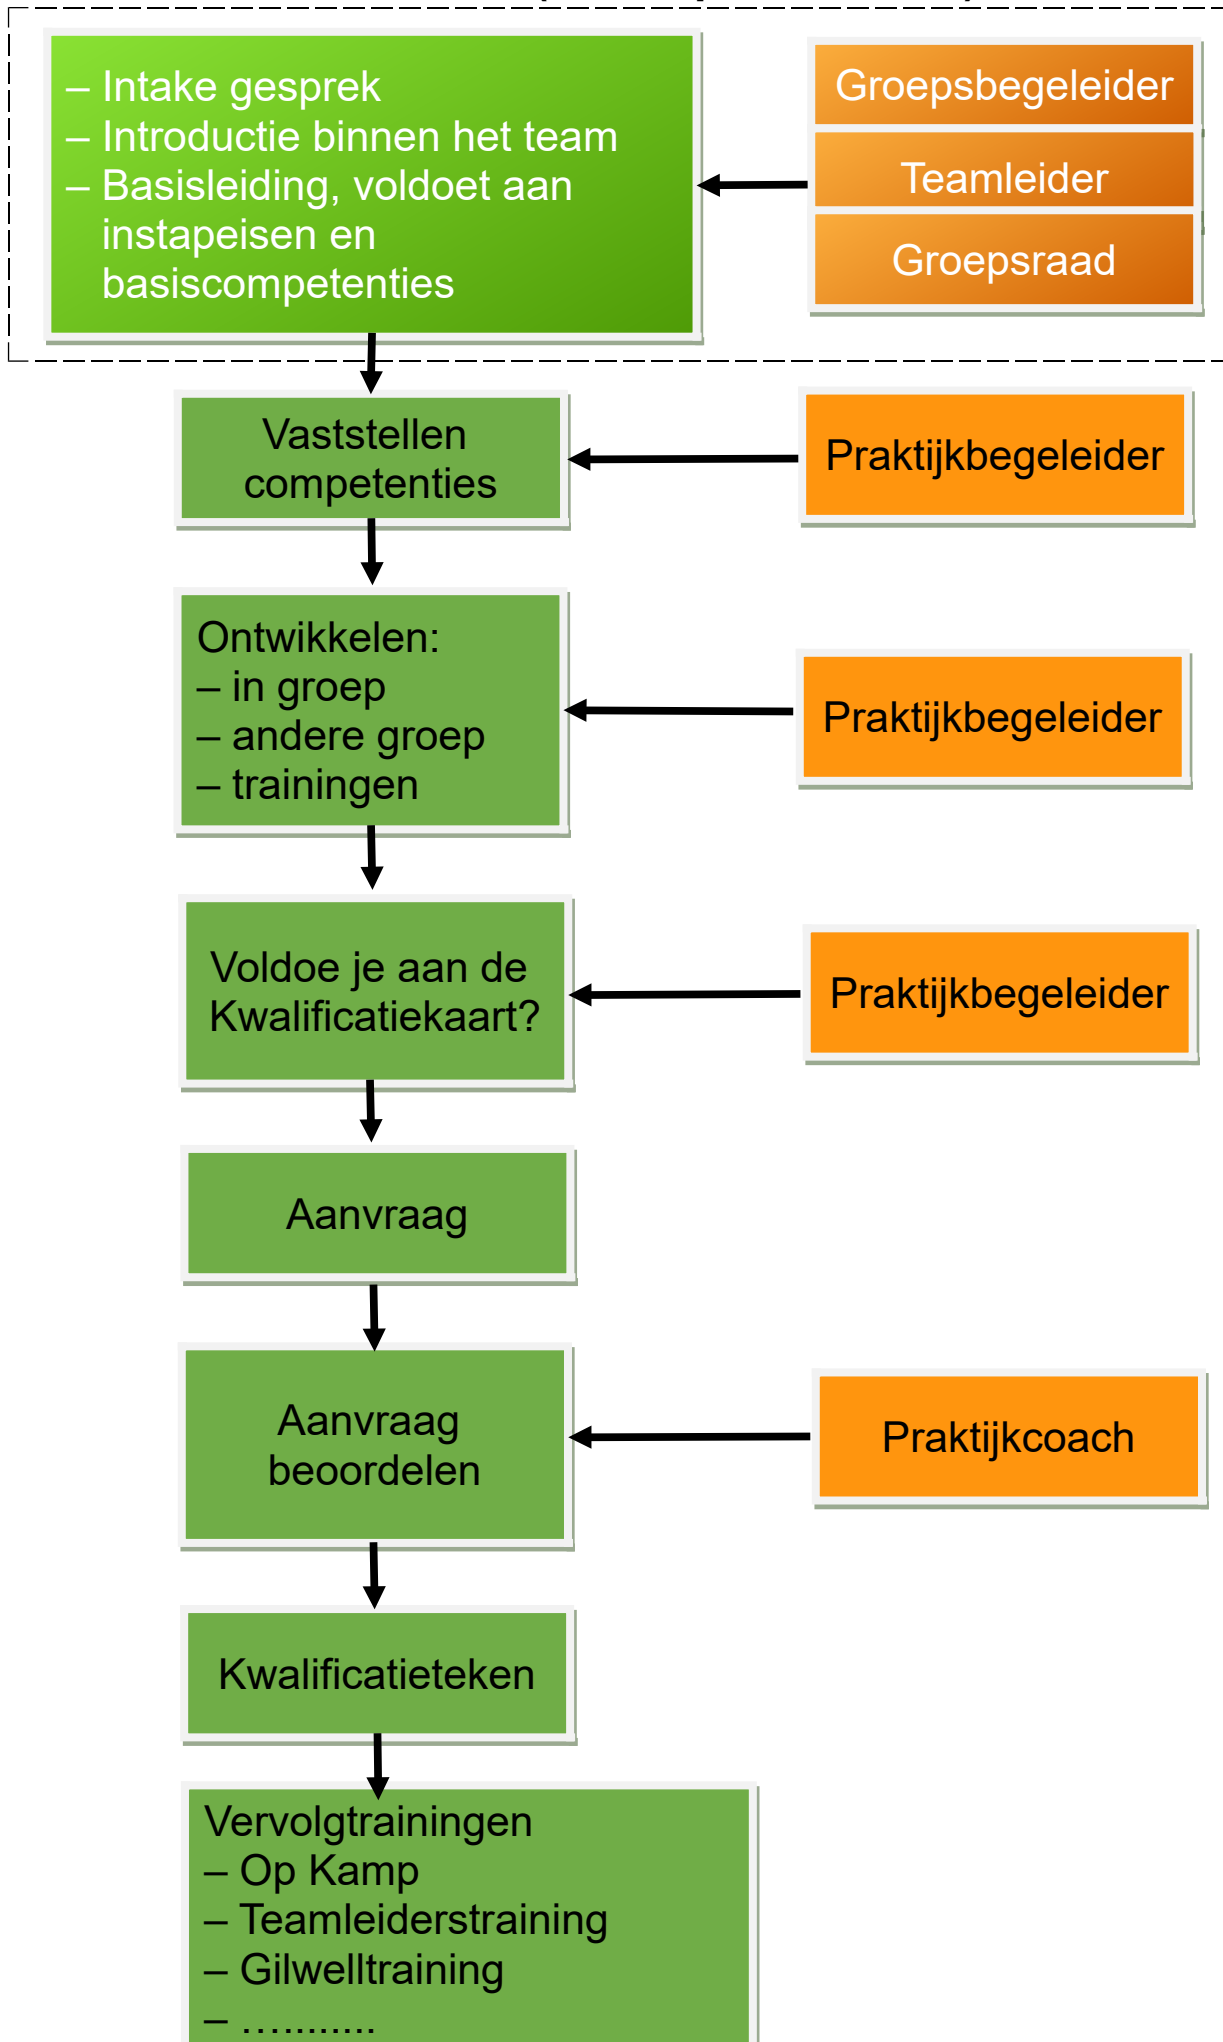 – Intake gesprek
– Introductie binnen het team
– Basisleiding, voldoet aan
instapeisen en
basiscompetenties
Groepsbegeleider
Teamleider
Groepsraad
Vaststellen
competenties
Praktijkbegeleider
Ontwikkelen:
– in groep
– andere groep
– trainingen
Praktijkbegeleider
Voldoe je aan de
Kwalificatiekaart?
Praktijkbegeleider
Aanvraag
Aanvraag
beoordelen
Praktijkcoach
Kwalificatieteken
Vervolgtrainingen
– Op Kamp
– Teamleiderstraining
– Gilwelltraining
– ….........